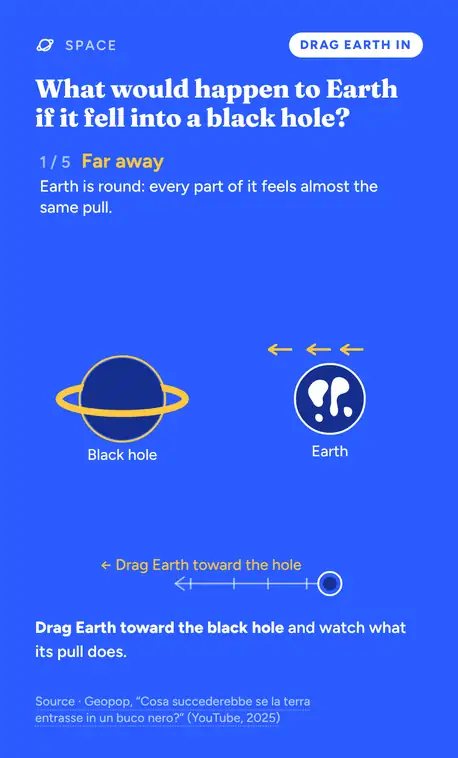 SPACE
DRAG EARTH IN
What would happen to Earth
if it fell into a black hole?
1 / 5 Far away
Earth is round: every part of it feels almost the
same pull.
Black hole
Earth
← Drag Earth toward the hole
Drag Earth toward the black hole and watch what
its pull does.
Source · Geopop, “Cosa succederebbe se la terra
entrasse in un buco nero?” (YouTube, 2025)